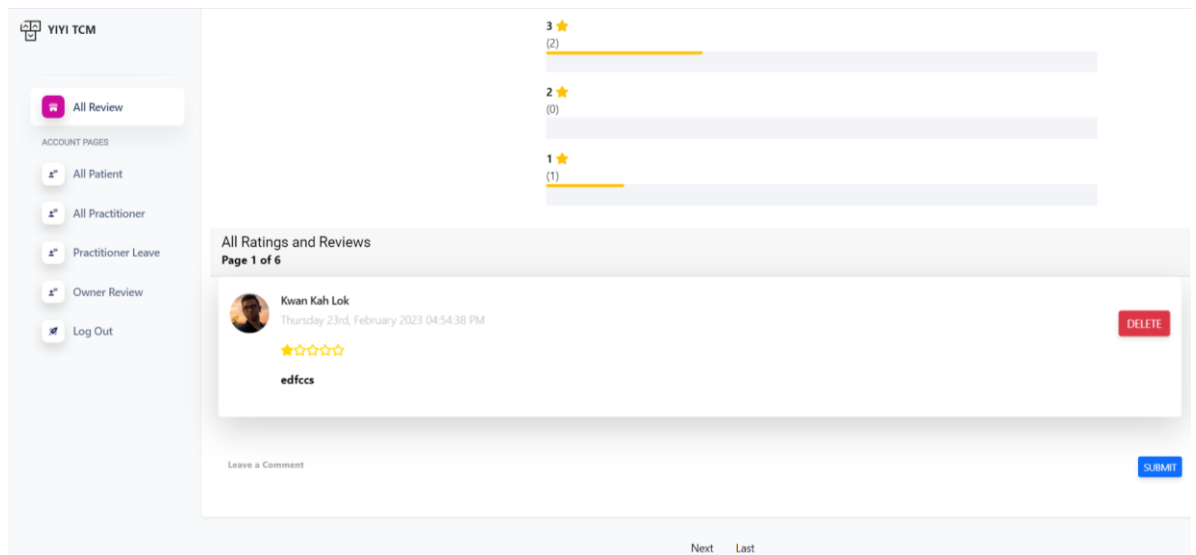 YIYI TCM
All Review
ACCOUNT PAGES
All Patient
All Practitioner
Practitioner Leave
Owner Review
Log Out
3
(2)
2
(0)
1
(1)
All Ratings and Reviews
Page 1 of 6
Kwan Kah Lok
Thursday 23rd, February 2023 04:54:38 PM
DELETE
edfccs
Leave a Comment
SUBMIT
Next Last